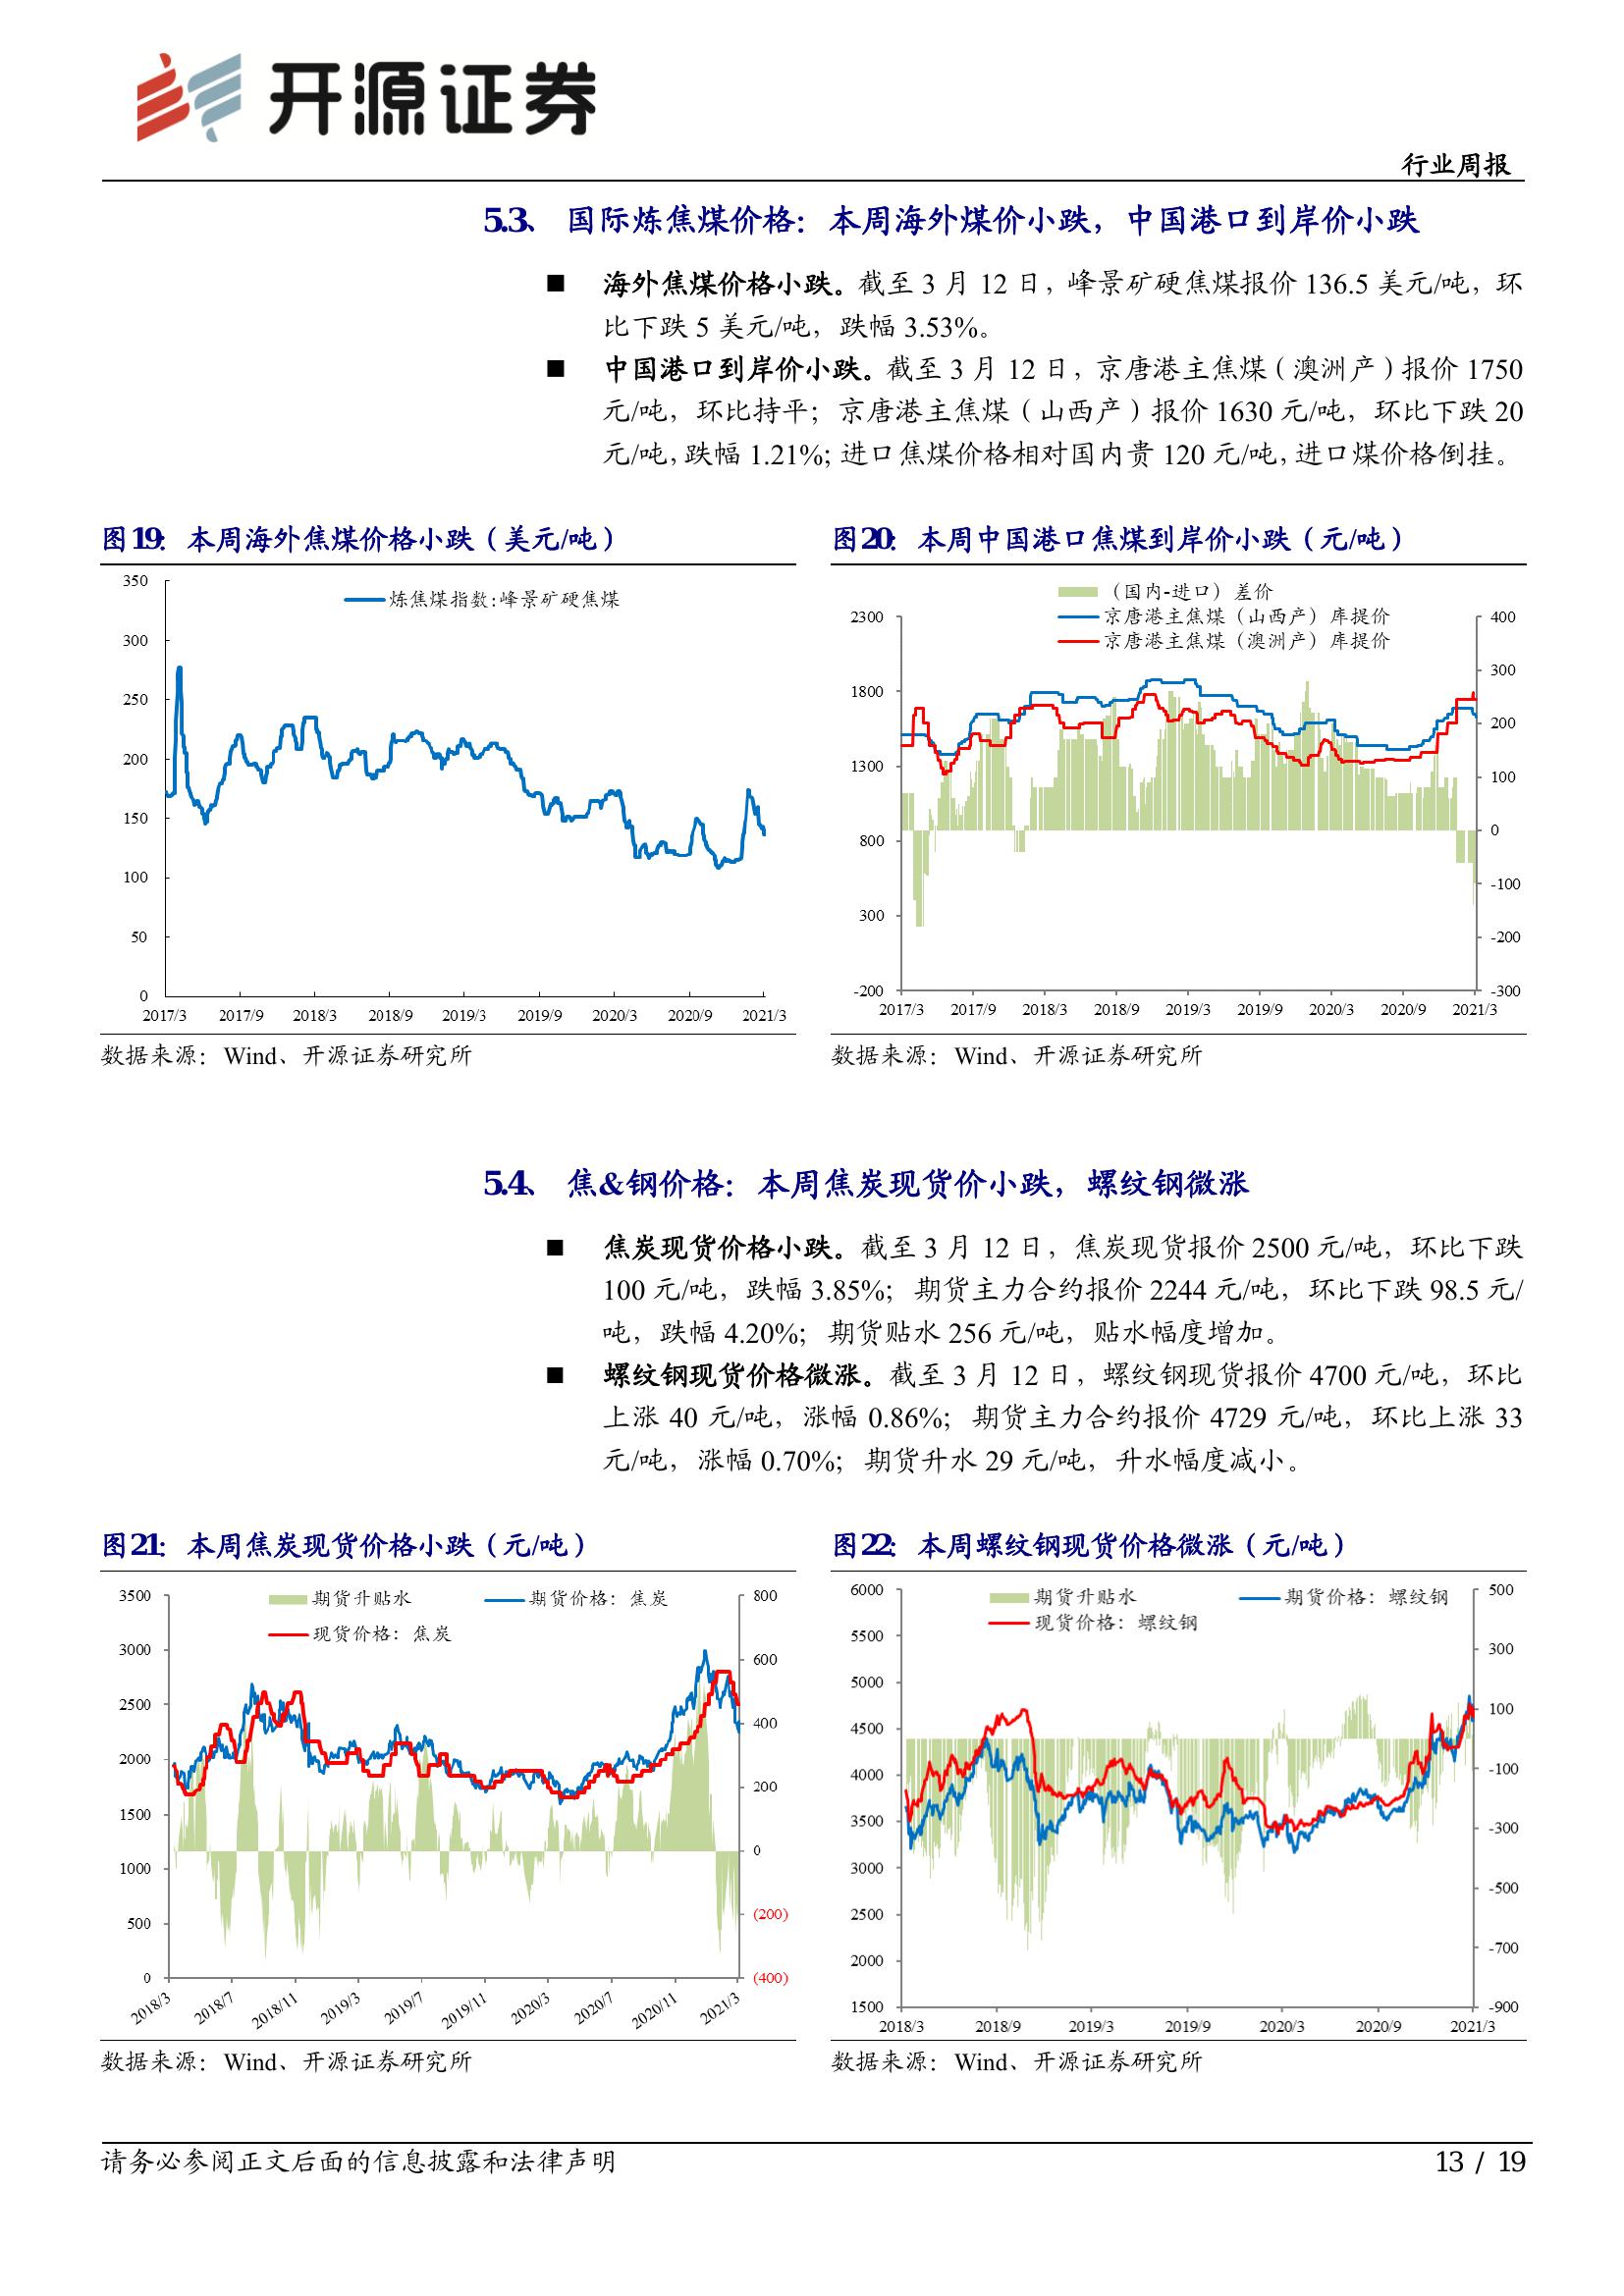 开源证券
行业周报
5.3、 国际炼焦煤价格：本周海外煤价小跌，中国港口到岸价小跌
■ 海外焦煤价格小跌。截至 3 月 12 日，峰景矿硬焦煤报价 136.5 美元/吨，环
比下跌 5 美元/吨，跌幅 3.53%。
■ 中国港口到岸价小跌。截至 3 月 12 日，京唐港主焦煤（澳洲产）报价 1750
元/吨，环比持平；京唐港主焦煤（山西产）报价 1630 元/吨，环比下跌 20
元/吨，跌幅 1.21%；进口焦煤价格相对国内贵 120 元/吨，进口煤价格倒挂。
图19： 本周海外焦煤价格小跌（美元/吨）
炼焦煤指数:峰景矿硬焦煤
350
300
250
200
150
100
50
0
2017/3 2017/9 2018/3 2018/9 2019/3 2019/9 2020/3 2020/9 2021/3
数据来源：Wind、开源证券研究所
图20： 本周中国港口焦煤到岸价小跌（元/吨）
（国内-进口）差价
京唐港主焦煤（山西产）库提价
京唐港主焦煤（澳洲产）库提价
2300
1800
1300
800
300
-200
400
300
200
100
0
-100
-200
-300
2017/3 2017/9 2018/3 2018/9 2019/3 2019/9 2020/3 2020/9 2021/3
数据来源：Wind、开源证券研究所
5.4、 焦&钢价格：本周焦炭现货价小跌，螺纹钢微涨
■ 焦炭现货价格小跌。截至 3 月 12 日，焦炭现货报价 2500 元/吨，环比下跌
100 元/吨，跌幅 3.85%；期货主力合约报价 2244 元/吨，环比下跌 98.5 元/
吨，跌幅 4.20%；期货贴水 256 元/吨，贴水幅度增加。
■ 螺纹钢现货价格微涨。截至 3 月 12 日，螺纹钢现货报价 4700 元/吨，环比
上涨 40 元/吨，涨幅 0.86%；期货主力合约报价 4729 元/吨，环比上涨 33
元/吨，涨幅 0.70%；期货升水 29 元/吨，升水幅度减小。
图21： 本周焦炭现货价格小跌（元/吨）
期货升贴水 期货价格：焦炭
现货价格：焦炭
3500
3000
2500
2000
1500
1000
500
0
800
600
400
200
0
(200)
(400)
2018/3 2018/7 2018/11 2019/3 2019/7 2019/11 2020/3 2020/7 2020/11 2021/3
数据来源：Wind、开源证券研究所
图22： 本周螺纹钢现货价格微涨（元/吨）
期货升贴水 期货价格：螺纹钢
现货价格：螺纹钢
6000
5500
5000
4500
4000
3500
3000
2500
2000
1500
500
300
100
-100
-300
-500
-700
-900
2018/3 2018/9 2019/3 2019/9 2020/3 2020/9 2021/3
数据来源：Wind、开源证券研究所
请务必参阅正文后面的信息披露和法律声明
13 / 19